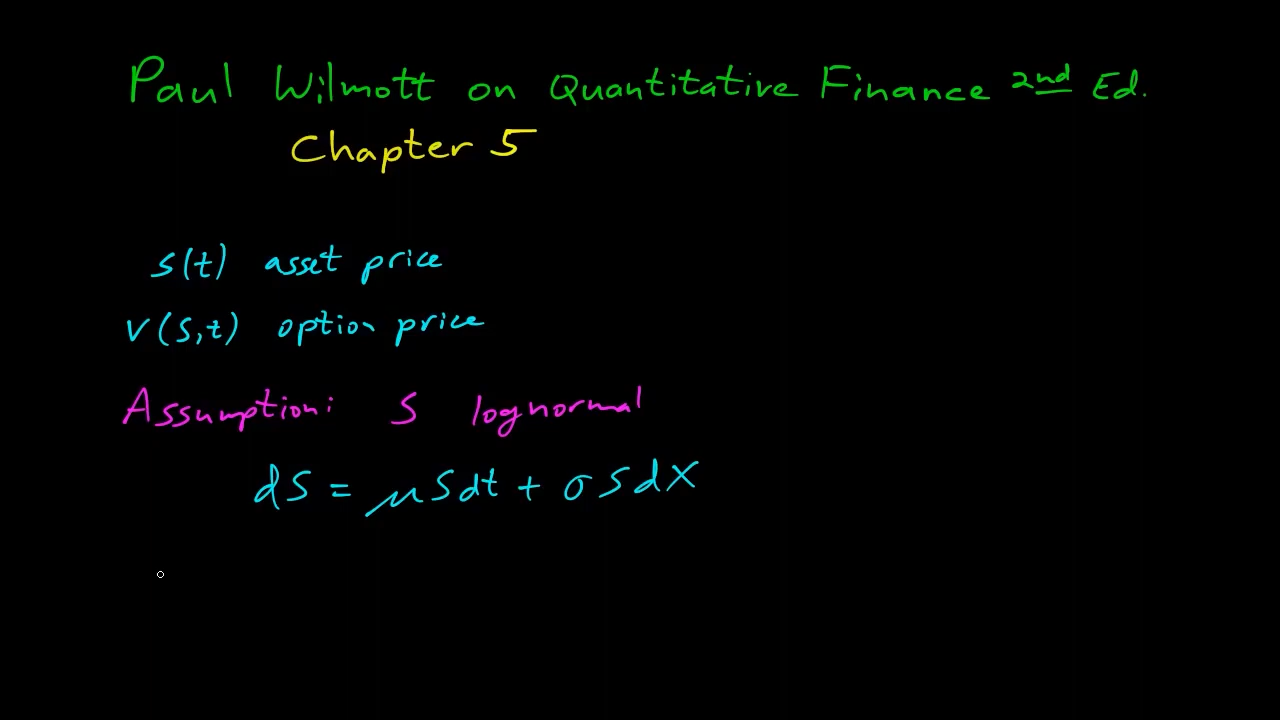 Paul Wilmott on Quantitative Finance 2nd Ed.
Chapter 5
S(t) asset price
V(S,t) option price
Assumption: S lognormal
dS = μSdt + σSdX